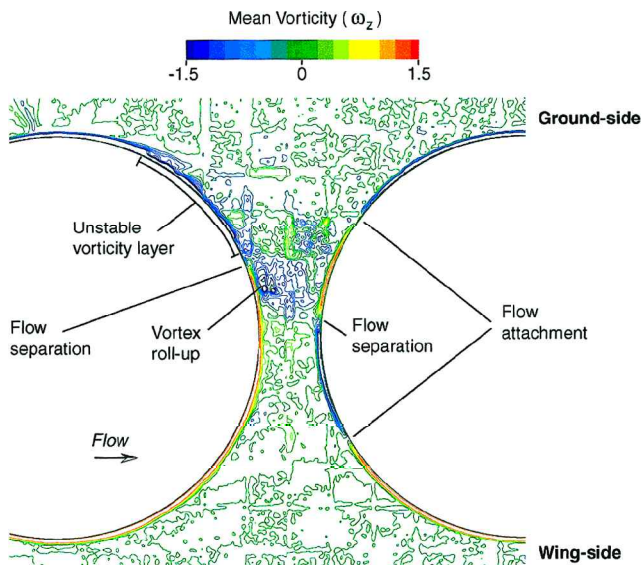 Mean Vorticity (ω_z)
-1.5 0 1.5
Ground-side
Unstable
vorticity layer
Flow
separation
Vortex
roll-up
Flow
separation
Flow
attachment
Flow
Wing-side